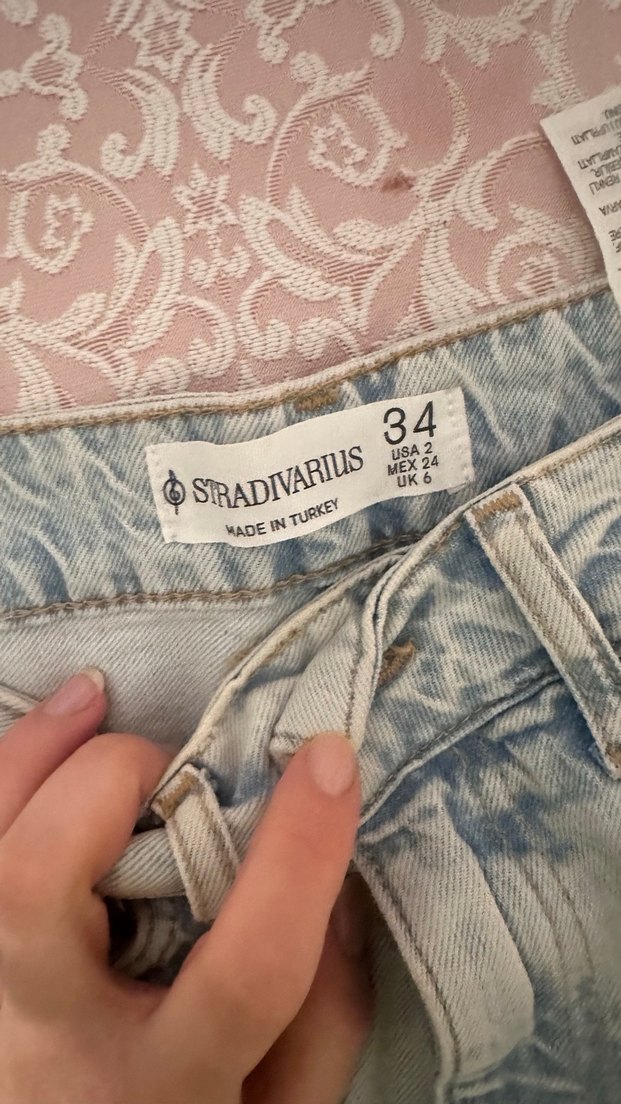 STRADIVARIUS
MADE IN TURKEY
34
USA 2
MEX 24
UK 6